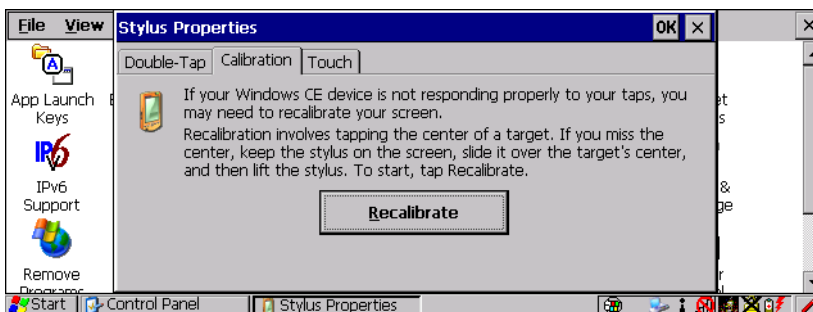 File View
Stylus Properties OK
Double-Tap Calibration Touch
If your Windows CE device is not responding properly to your taps, you
may need to recalibrate your screen.
Recalibration involves tapping the center of a target. If you miss the
center, keep the stylus on the screen, slide it over the target's center,
and then lift the stylus. To start, tap Recalibrate.
Recalibrate
App Launch
Keys
IPv6
Support
Remove
Programs
Start Control Panel Stylus Properties